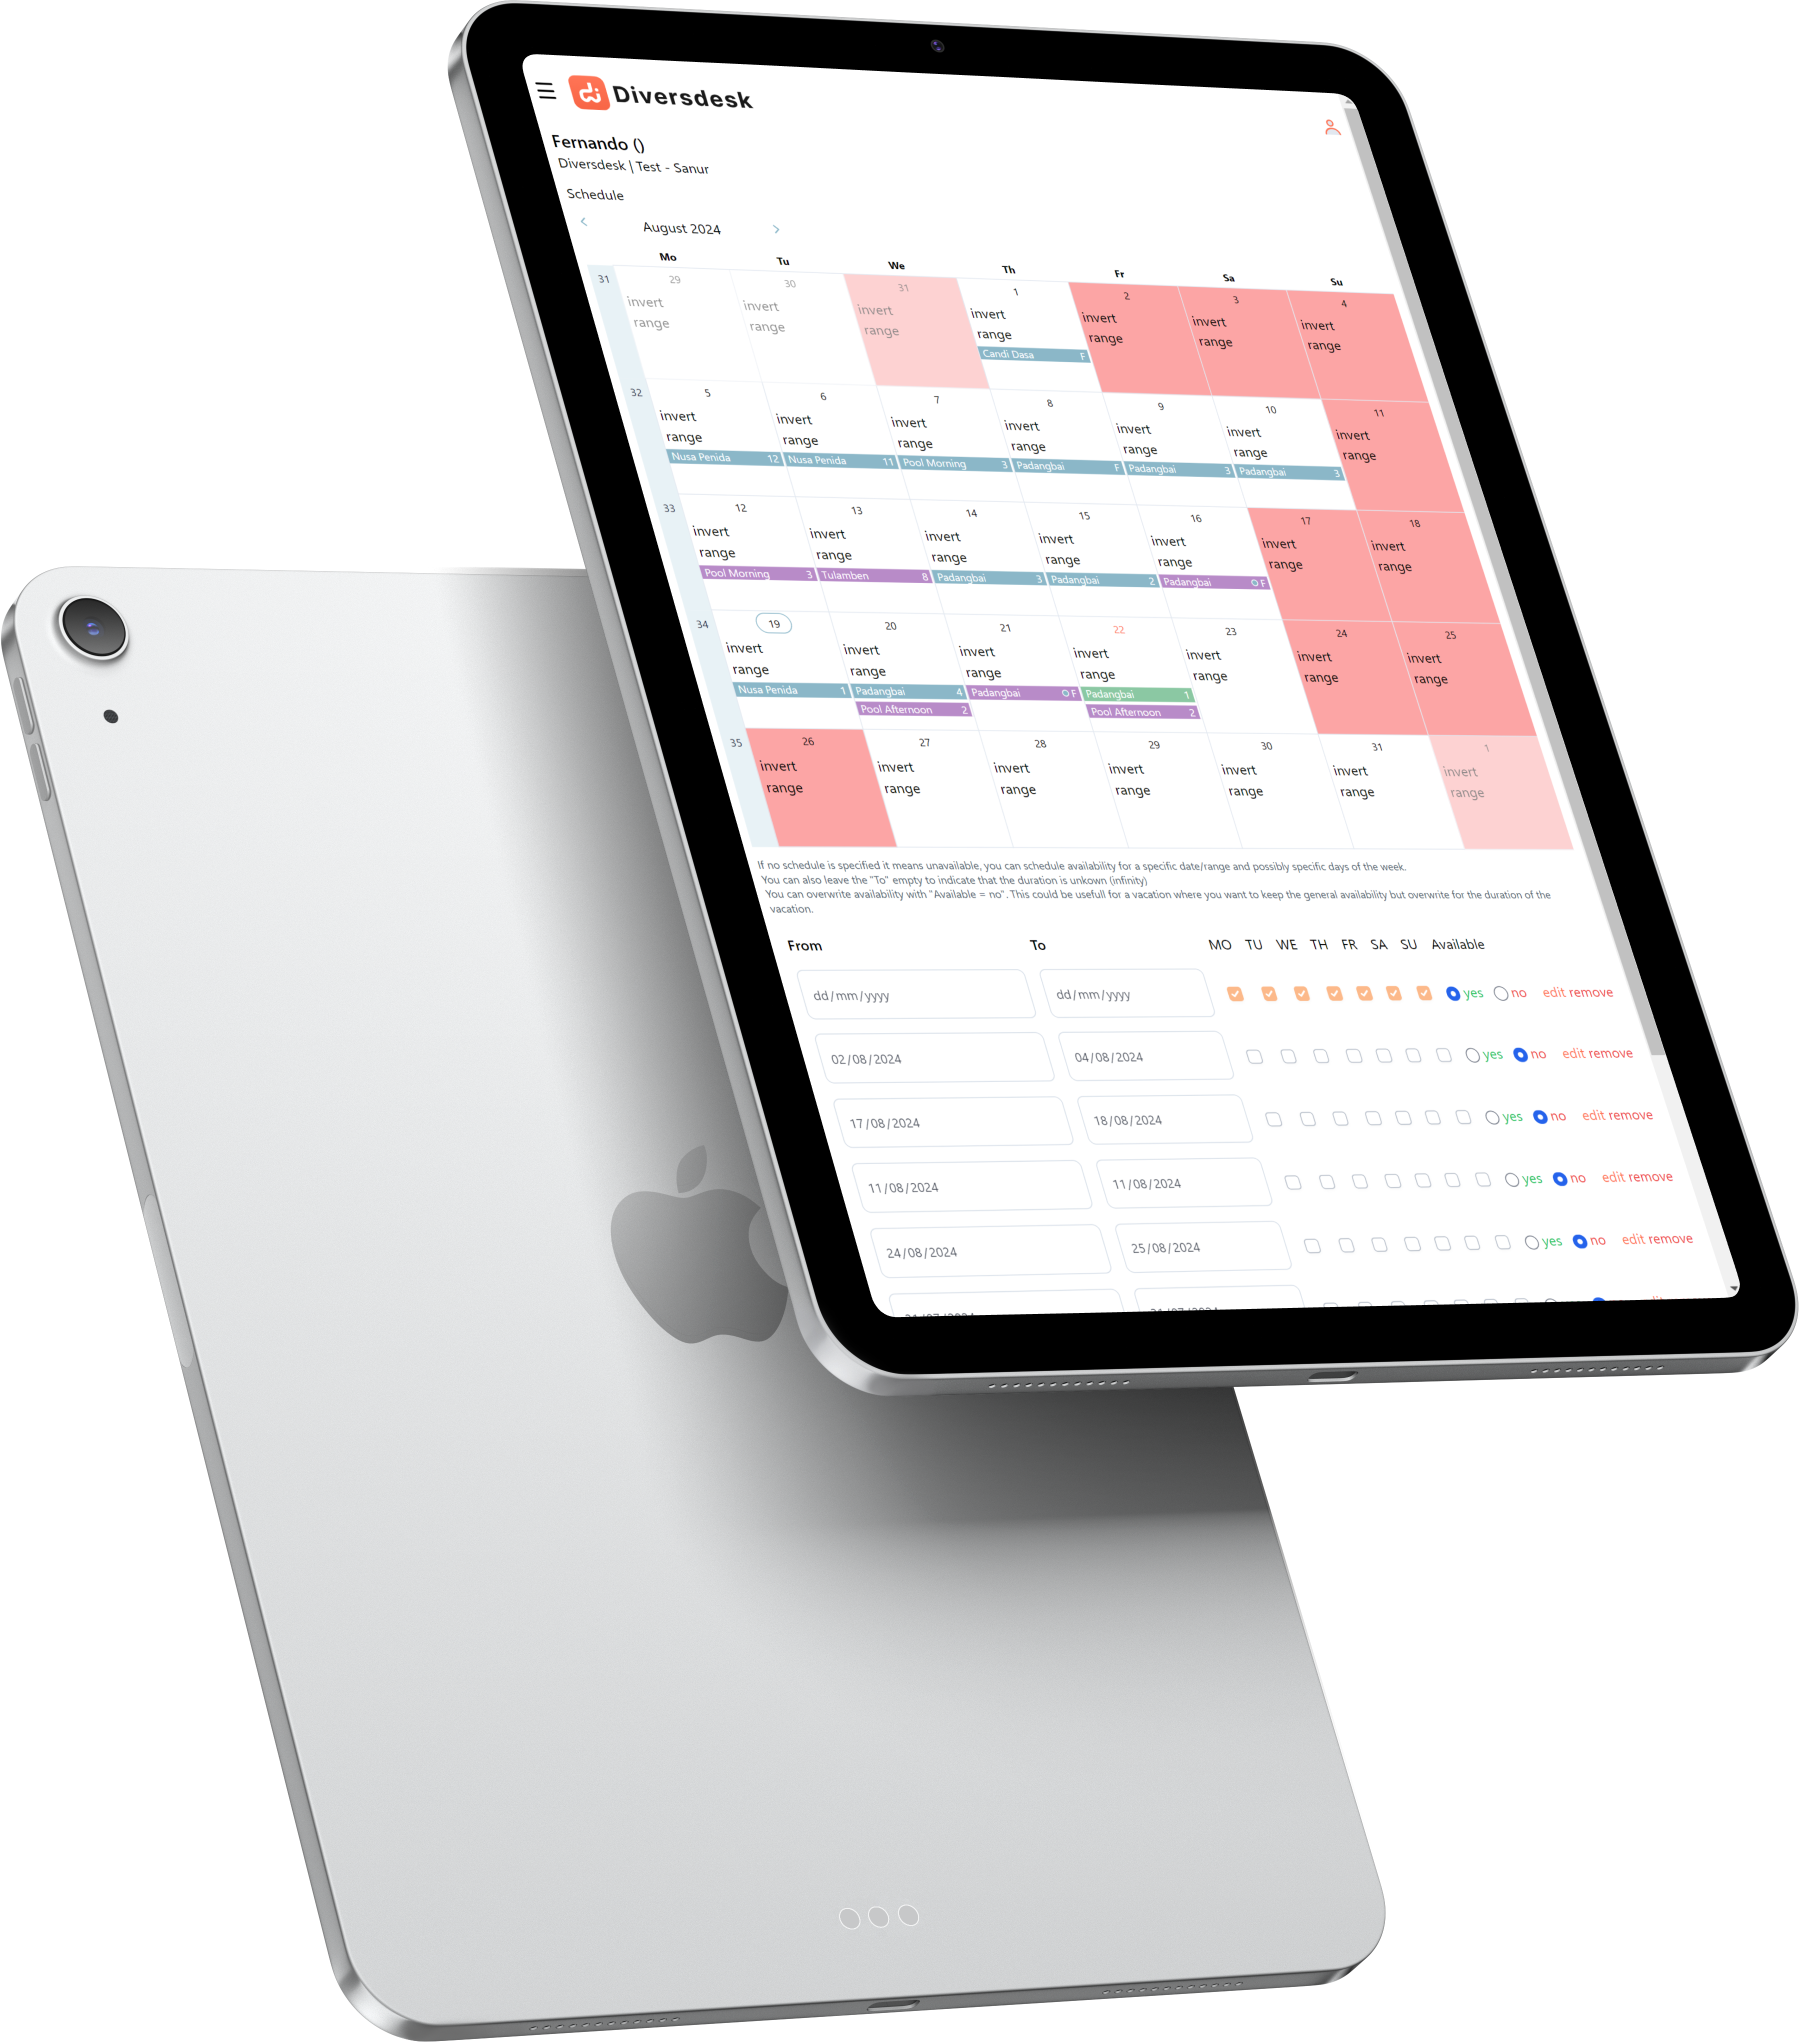 Diversdesk
Fernando ()
Diversdesk | Test - Sanur
Schedule
August 2024
Mo Tu We Th Fr Sa Su
31 29 30 31 1 2 3 4
invert invert invert invert invert invert invert
range range range range range range range
Candi Dasa F
32 5 6 7 8 9 10 11
invert invert invert invert invert invert invert
range range range range range range range
Nusa Penida 12 Nusa Penida 11 Pool Morning 3 Padangbai F Padangbai 3 Padangbai 3
33 12 13 14 15 16 17 18
invert invert invert invert invert invert invert
range range range range range range range
Pool Morning 3 Tulamben 8 Padangbai 3 Padangbai 2 Padangbai F
34 19 20 21 22 23 24 25
invert invert invert invert invert invert invert
range range range range range range range
Nusa Penida 1 Padangbai 4 Padangbai F Padangbai 1
Pool Afternoon 2 Pool Afternoon 2
35 26 27 28 29 30 31 1
invert invert invert invert invert invert invert
range range range range range range range
If no schedule is specified it means unavailable, you can schedule availability for a specific date/range and possibly specific days of the week.
You can also leave the "To" empty to indicate that the duration is unkown (infinity)
You can overwrite availability with "Available = no". This could be usefull for a vacation where you want to keep the general availability but overwrite for the duration of the
vacation.
From To MO TU WE TH FR SA SU Available
dd/mm/yyyy dd/mm/yyyy yes no edit remove
02/08/2024 04/08/2024 yes no edit remove
17/08/2024 18/08/2024 yes no edit remove
11/08/2024 11/08/2024 yes no edit remove
24/08/2024 25/08/2024 yes no edit remove